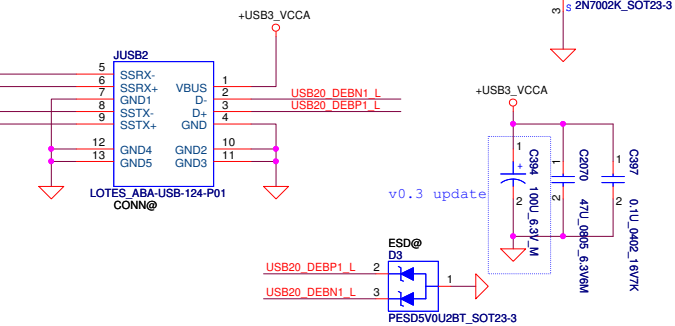 3
S
2N7002K_SOT23-3
+USB3_VCCA
JUSB2
5 SSRX-
6 SSRX+ VBUS 1
7 GND1 D- 2 USB20_DEBN1_L
8 SSTX- D+ 3 USB20_DEBP1_L
9 SSTX+ GND 4
12 GND4 GND2 10
13 GND5 GND3 11
LOTES_ABA-USB-124-P01
CONN@
+USB3_VCCA
v0.3 update
1
+
2
C394
100U_6.3V_M
1
2
C2070
47U_0805_6.3V6M
1
2
C397
0.1U_0402_16V7K
ESD@
D3
USB20_DEBP1_L 2
1
USB20_DEBN1_L 3
PESD5V0U2BT_SOT23-3